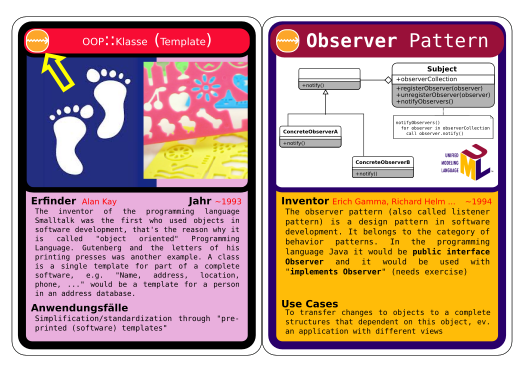 OOP::Klasse (Template)
Erfinder Alan Kay Jahr ~1993
The inventor of the programming language
Smalltalk was the first who used objects in
software development, that's the reason why it
is called "object oriented" Programming
Language. Gutenberg and the letters of his
printing presses was another example. A class
is a single template for part of a complete
software, e.g. "Name, address, location,
phone, ..." would be a template for a person
in an address database.
Anwendungsfälle
Simplification/standardization through "pre-
printed (software) templates"
Observer Pattern
+notify()
Subject
+observerCollection
+registerObserver(observer)
+unregisterObserver(observer)
+notifyObservers()
notifyObservers()
for observer in observerCollection
call observer.notify()
ConcreteObserverA
+notify()
ConcreteObserverB
+notify()
UNIFIED
MODELING
LANGUAGE
UML
Inventor Erich Gamma, Richard Helm ... ~1994
The observer pattern (also called listener
pattern) is a design pattern in software
development. It belongs to the category of
behavior patterns. In the programming
language Java it would be public interface
Observer and it would be used with
"implements Observer" (needs exercise)
Use Cases
To transfer changes to objects to a complete
structures that dependent on this object, ev.
an application with different views